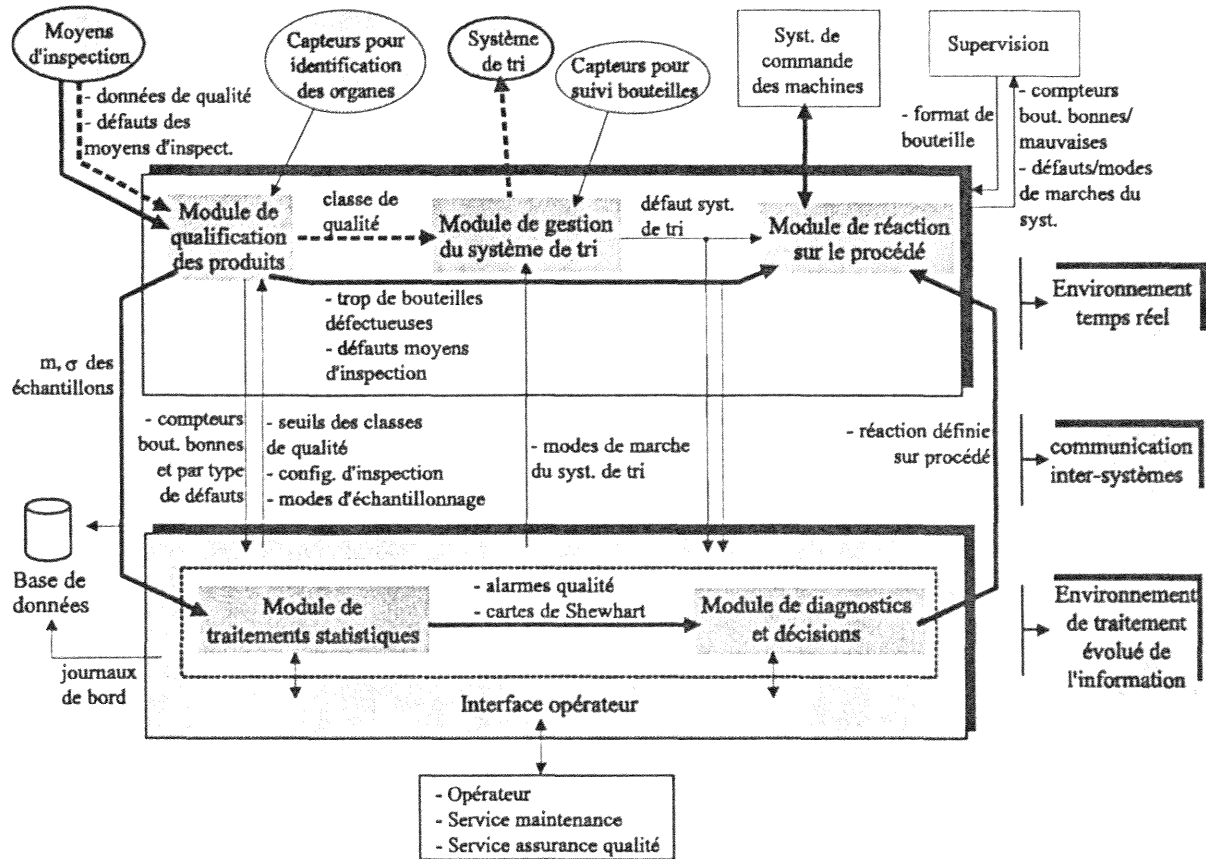 Moyens
d'inspection
Capteurs pour
identification
des organes
Système
de tri
Capteurs pour
suivi bouteilles
Syst. de
commande
des machines
Supervision
- données de qualité
- défauts des
moyens d'inspect.
- format de
bouteille
- compteurs
bout. bonnes/
mauvaises
- défauts/modes
de marches du
syst.
Module de
qualification
des produits
classe de
qualité
Module de gestion
du système de tri
défaut syst.
de tri
Module de réaction
sur le procédé
- trop de bouteilles
défectueuses
- défauts moyens
d'inspection
Environnement
temps réel
m, σ des
échantillons
- compteurs
bout. bonnes
et par type
de défauts
- seuils des classes
de qualité
- config. d'inspection
- modes d'échantillonnage
- modes de marche
du syst. de tri
- réaction définie
sur procédé
communication
inter-systèmes
Base de
données
journaux
de bord
Module de
traitements statistiques
- alarmes qualité
- cartes de Shewhart
Module de diagnostics
et décisions
Environnement
de traitement
évolué de
l'information
Interface opérateur
- Opérateur
- Service maintenance
- Service assurance qualité